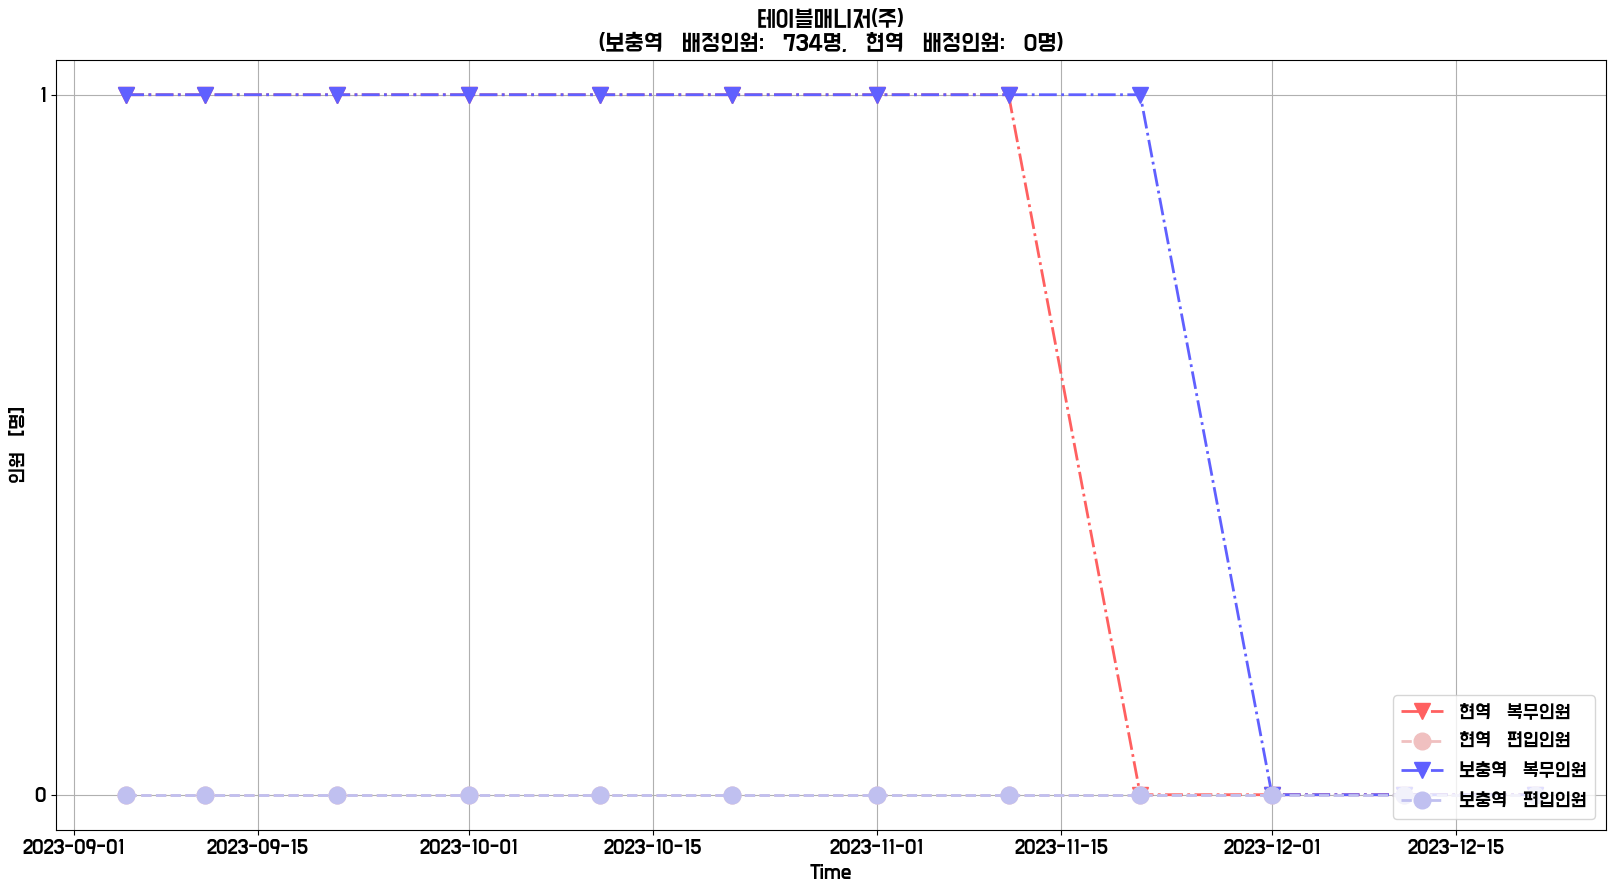 테이블매니저(주)
(보충역 배정인원: 734명, 현역 배정인원: 0명)
1
0
인원 [명]
2023-09-01 2023-09-15 2023-10-01 2023-10-15 2023-11-01 2023-11-15 2023-12-01 2023-12-15
Time
현역 복무인원
현역 편입인원
보충역 복무인원
보충역 편입인원